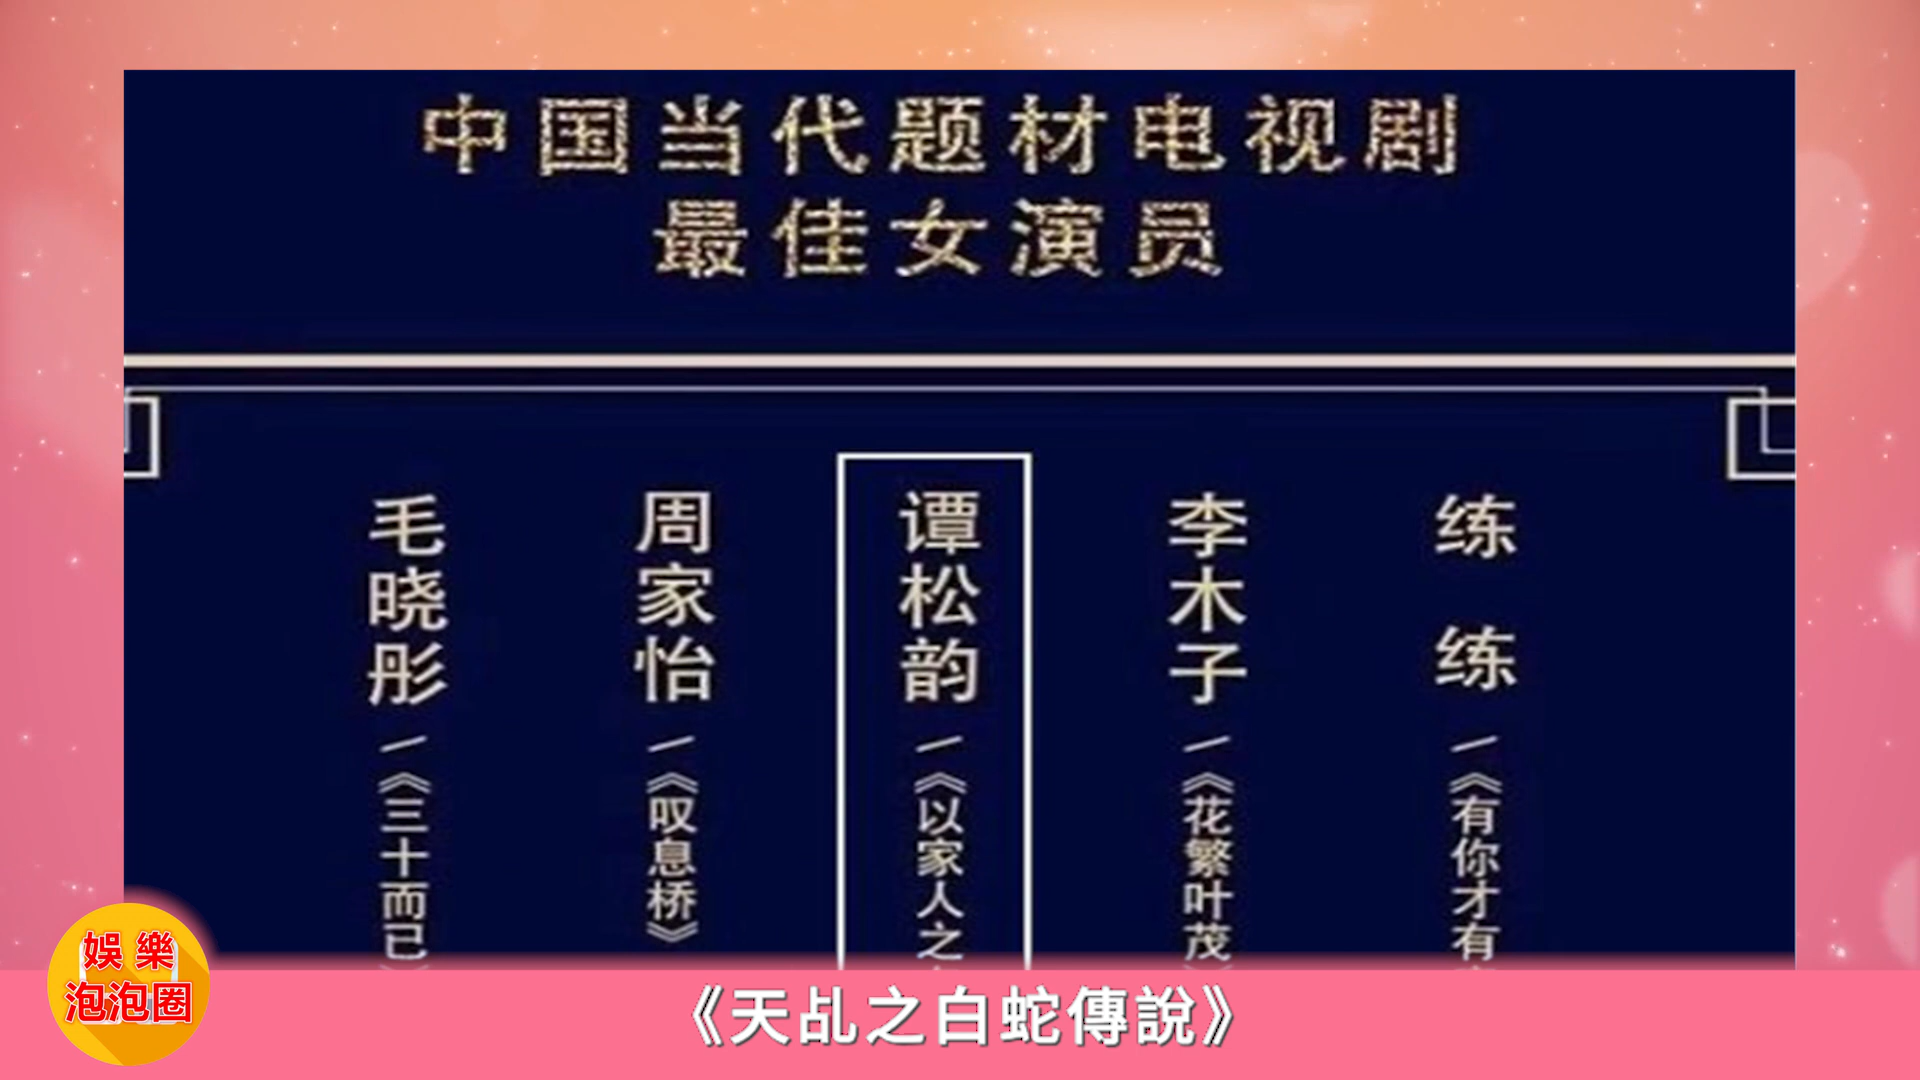 中国当代题材电视剧
最佳女演员
毛晓彤/《三十而已
周家怡/《叹息桥》
谭松韵/《以家人之
李木子/《花繁叶茂
练练/《有你才有
娛樂
泡泡圈
《天乩之白蛇傳說》